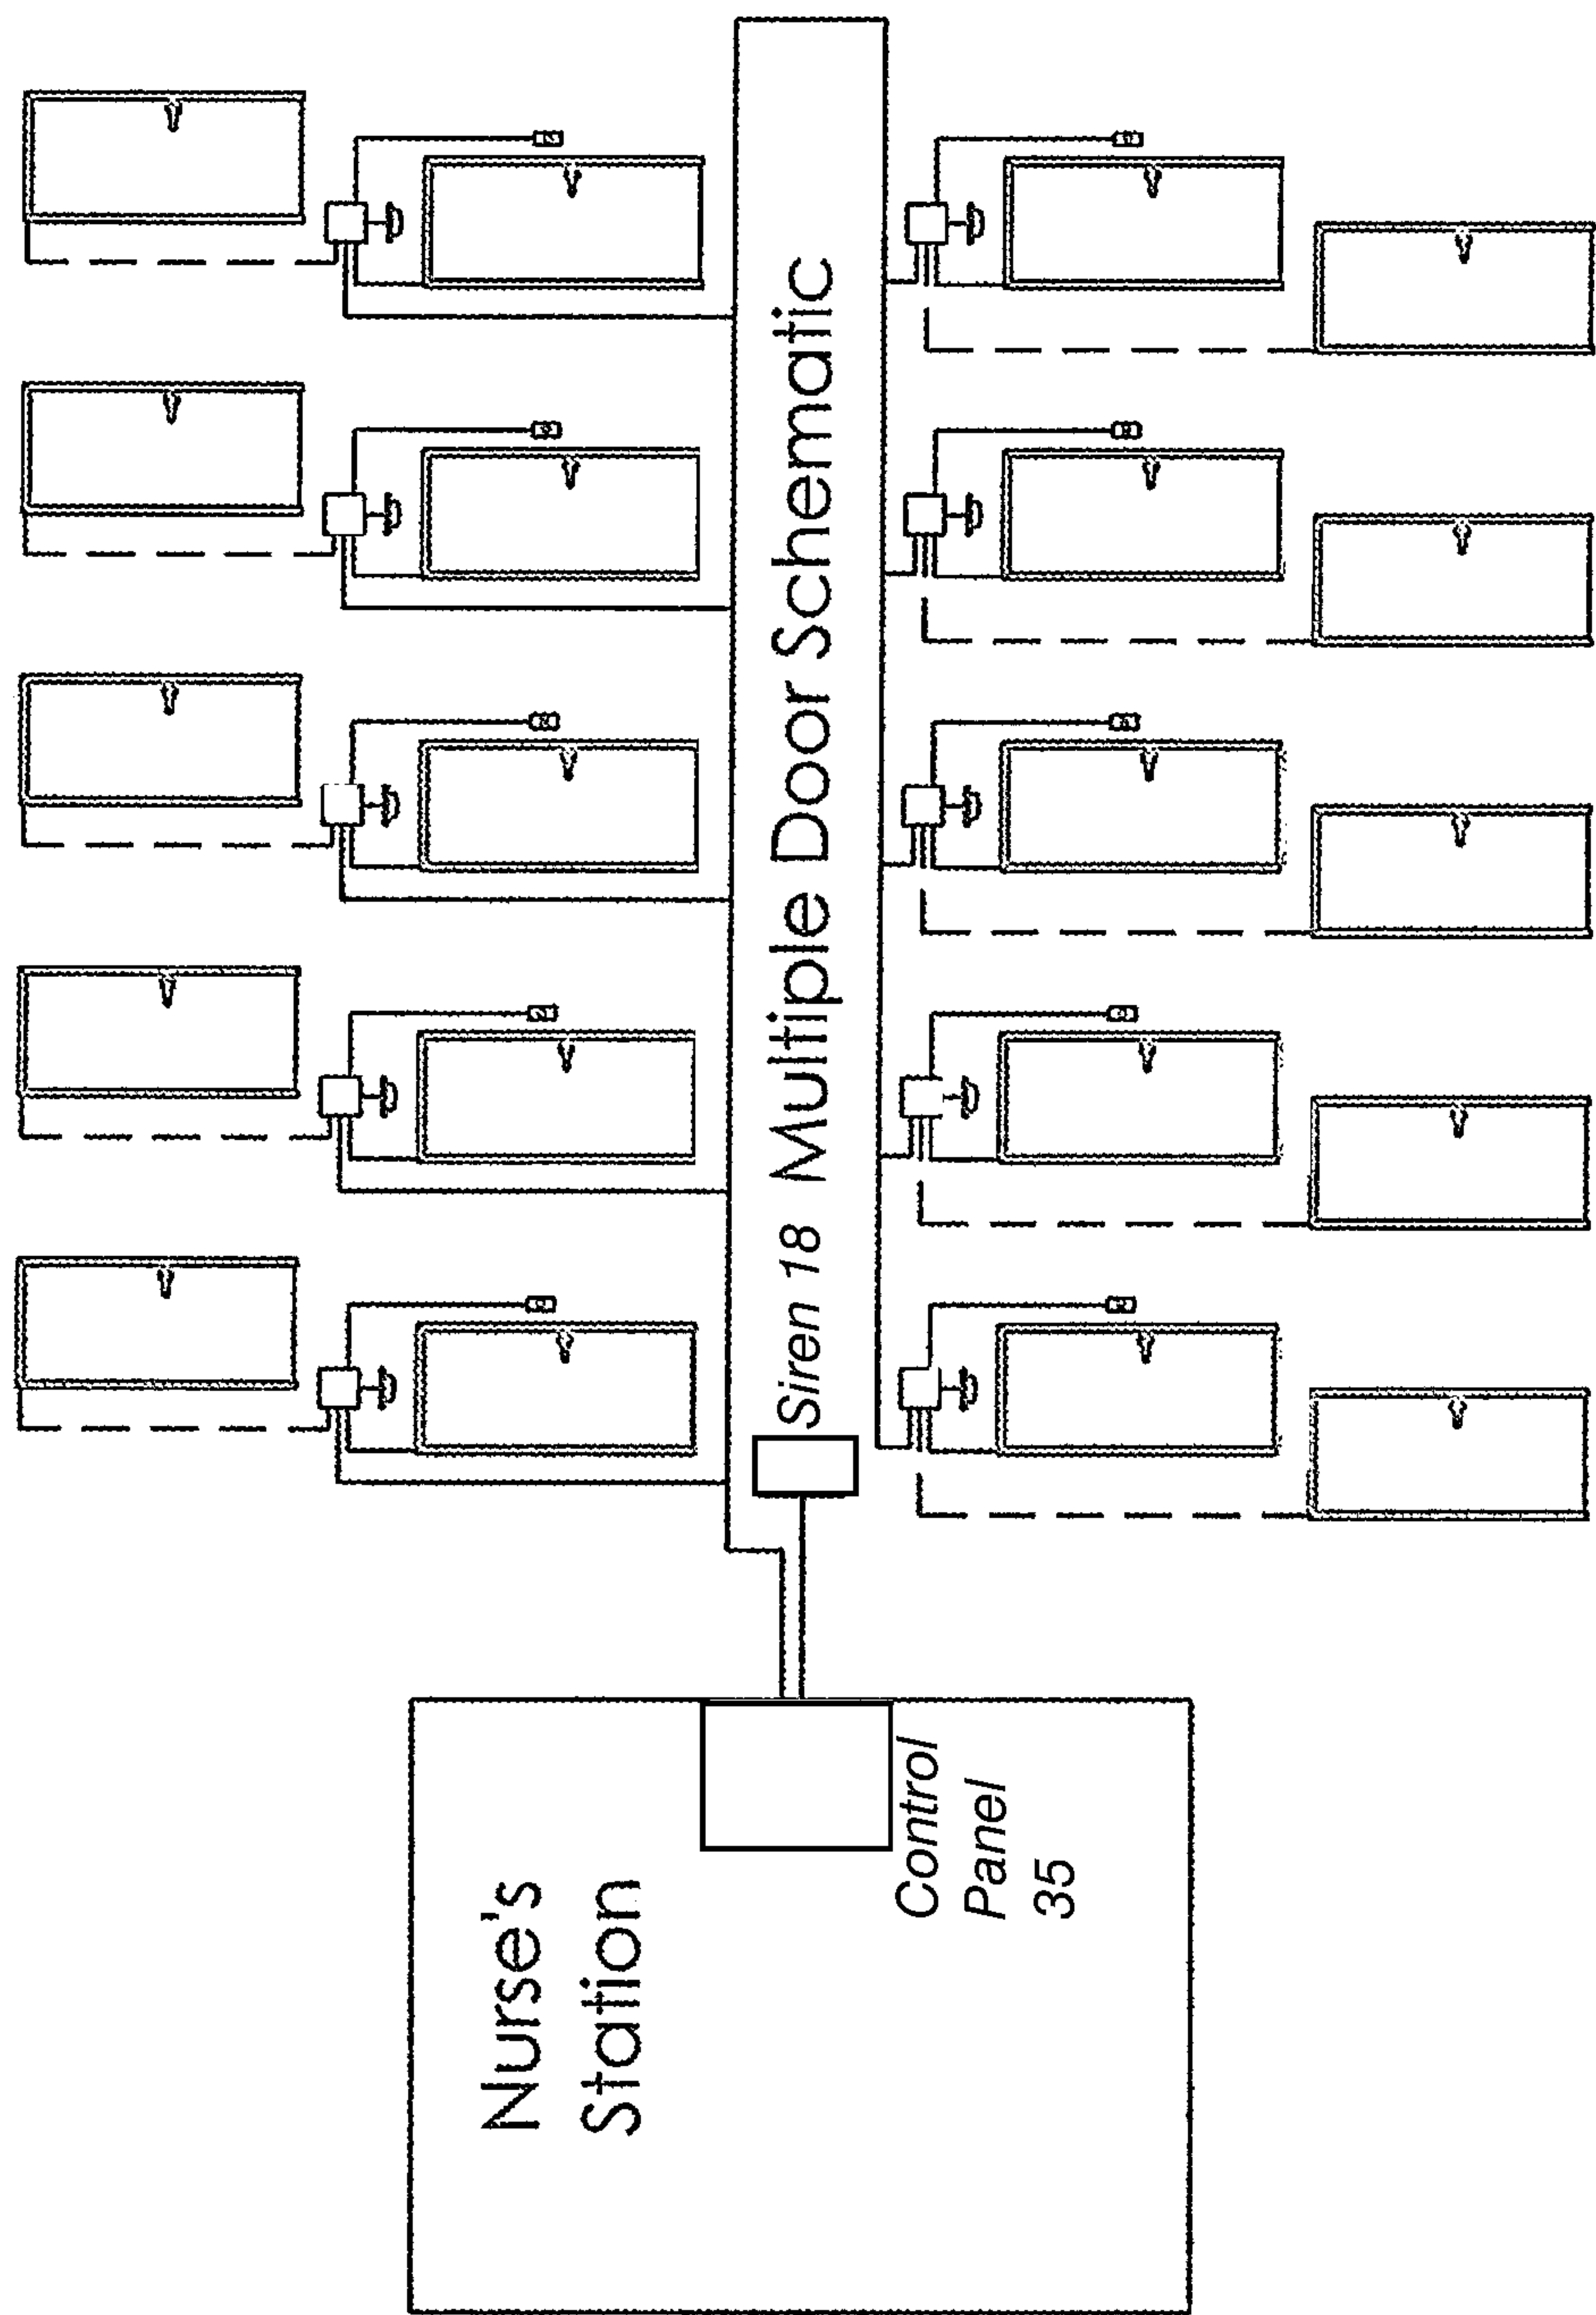 Multiple Door Schematic
Siren 18
Nurse's
Station
Control
Panel
35